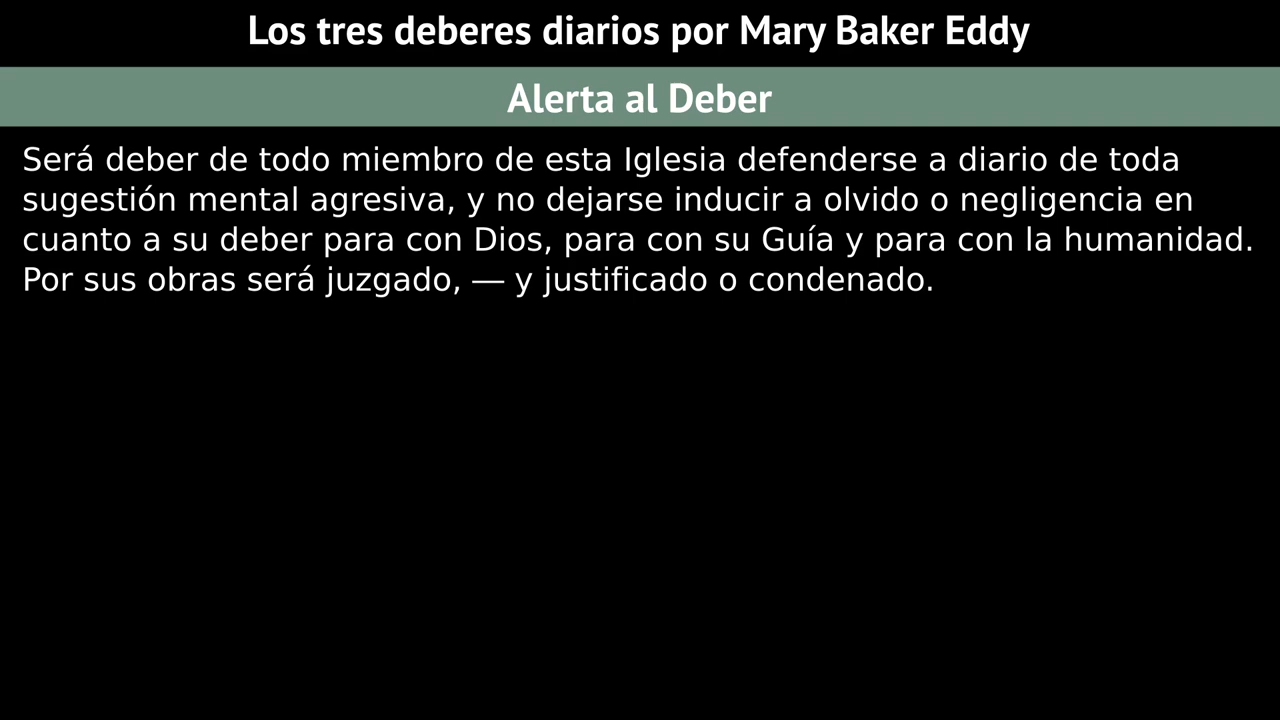 Los tres deberes diarios por Mary Baker Eddy
Alerta al Deber
Será deber de todo miembro de esta Iglesia defenderse a diario de toda
sugestión mental agresiva, y no dejarse inducir a olvido o negligencia en
cuanto a su deber para con Dios, para con su Guía y para con la humanidad.
Por sus obras será juzgado, — y justificado o condenado.